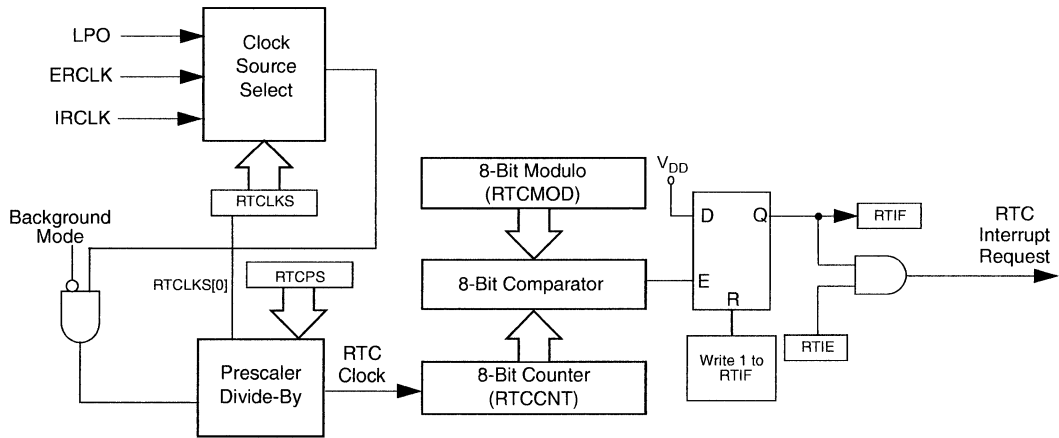 LPO
ERCLK
IRCLK
Clock
Source
Select
RTCLKS
Background
Mode
RTCLKS[0]
RTCPS
Prescaler
Divide-By
RTC
Clock
8-Bit Modulo
(RTCMOD)
8-Bit Comparator
8-Bit Counter
(RTCCNT)
VDD
D
Q
E
R
Write 1 to
RTIF
RTIF
RTIE
RTC
Interrupt
Request